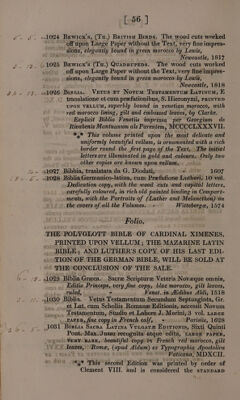 [ 56 ]
1024 BEWICK'S, (TH.) BRITISH BIRDS. The wood cuts worked
off upon Large Paper without the Text, very fine impres-
sions, elegantly bound in green morocco by Lewis,
Newcastle, 1817
1025 BEWICK'S (TH.) QUADRUPEDS. The wood cuts worked
off upon Large Paper without the Text, very fine impres-
sions, elegantly bound in green morocco by Lewis,
Newcastle, 1818
1026 BIBLIA. VETUS ET NOVUM TESTAMENTUM LATINUM, E
translatione et cum præfationibus, S. Hieronymi, PRINTED
UPON VELLUM, superbly bound in venetian morocco, with
red morocco lining, gilt and embossed leaves, by Clarke.
Explicit Biblia Venetiis impressa per Georgium de
Rivabenis Mantuanum als Parentem, MCCCCLXXXVII.
*** This volume printed upon the most delicate and
uniformly beautiful vellum, is ornamented with a rich
border round the first page of the Text. The initial
letters are illuminated in gold and colours. Only two
other copies are known upon vellum.
1027 Bibbia, translata da G. Diodati, 1607
1028 Biblia Germanico-latina, cum Prefatione Lutheri, 10 vol.
Dedication copy, with the wood cuts and capital letters,
carefully coloured, in rich old painted binding in Compart-
ments, with the Portraits of (Luther and Melancthon) on
the covers of all the Volumes. Witteberga, 1574
Folio.
THE POLYGLOTT BIBLE OF CARDINAL XIMENES,
PRINTED UPON VELLUM; THE MAZARINE LATIN
BIBLE; AND LUTHER'S COPY OF HIS LAST EDI-
TION OF THE GERMAN BIBLE, WILL BE SOLD AT
THE CONCLUSION OF THE SALE
1029 Biblia Græca. Sacræ Scripturæ Veteris Novæque omnia,
Editio Princeps, very fine copy, blue morocco, gilt leaves,
ruled, Venet. in Ædibus Aldi, 1518
1030 Biblia. Vetus Testamentum Secundum Septuaginta, Gr.
et Lat. cum Scholiis Romanæ Editionis, accessit Novum
Testamentum, Studio et Labore J. Morini, 3 vol. LARGE
PAPER, fine copy in French calf, Parisiis, 1628
1031 BIBLIA SACRA LATINA VULGATÆ EDITIONIS, Sixti Quinti
Pont. Max. Jussu recognita atque edita, LARGE PAPER,
VERY RARE, beautiful copy in French red morocco, gilt
leaves, Romæ, (apud Aldum) ex Typographia Apostolica
Vaticana, MDXCII.
*** This second Edition was printed by order of
Clement VIII. and is considered the STANDARD